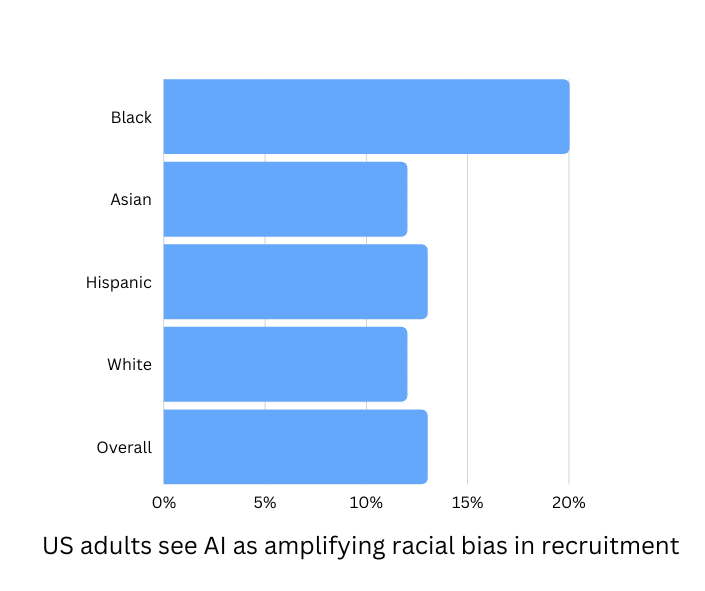 Black
Asian
Hispanic
White
Overall
0% 5% 10% 15% 20%
US adults see AI as amplifying racial bias in recruitment